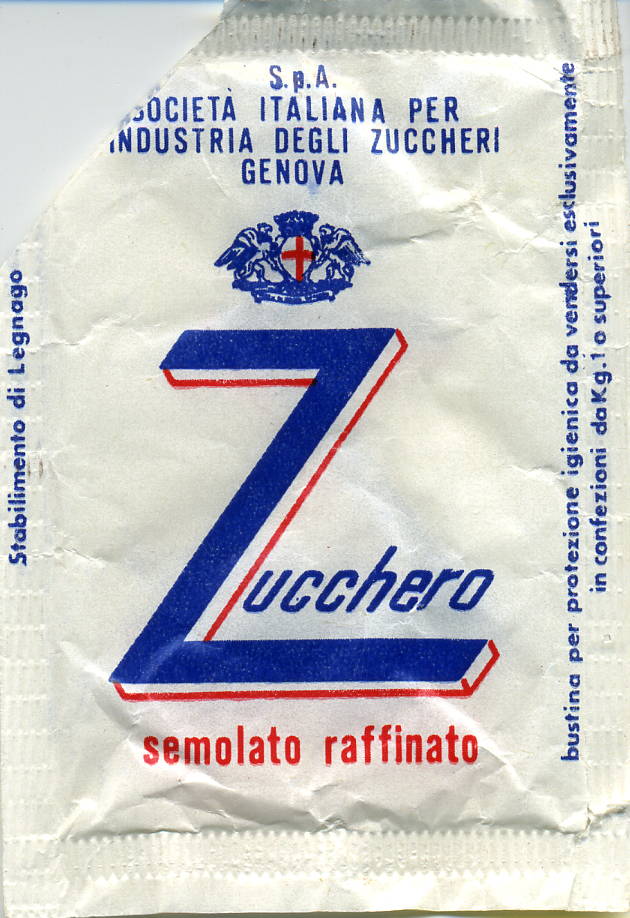 S.p.A.
SOCIETÀ ITALIANA PER
INDUSTRIA DEGLI ZUCCHERI
GENOVA
Stabilimento di Legnago
Zucchero
semolato raffinato
bustina per protezione igienica da vendersi esclusivamente
in confezioni da Kg.1 o superiori